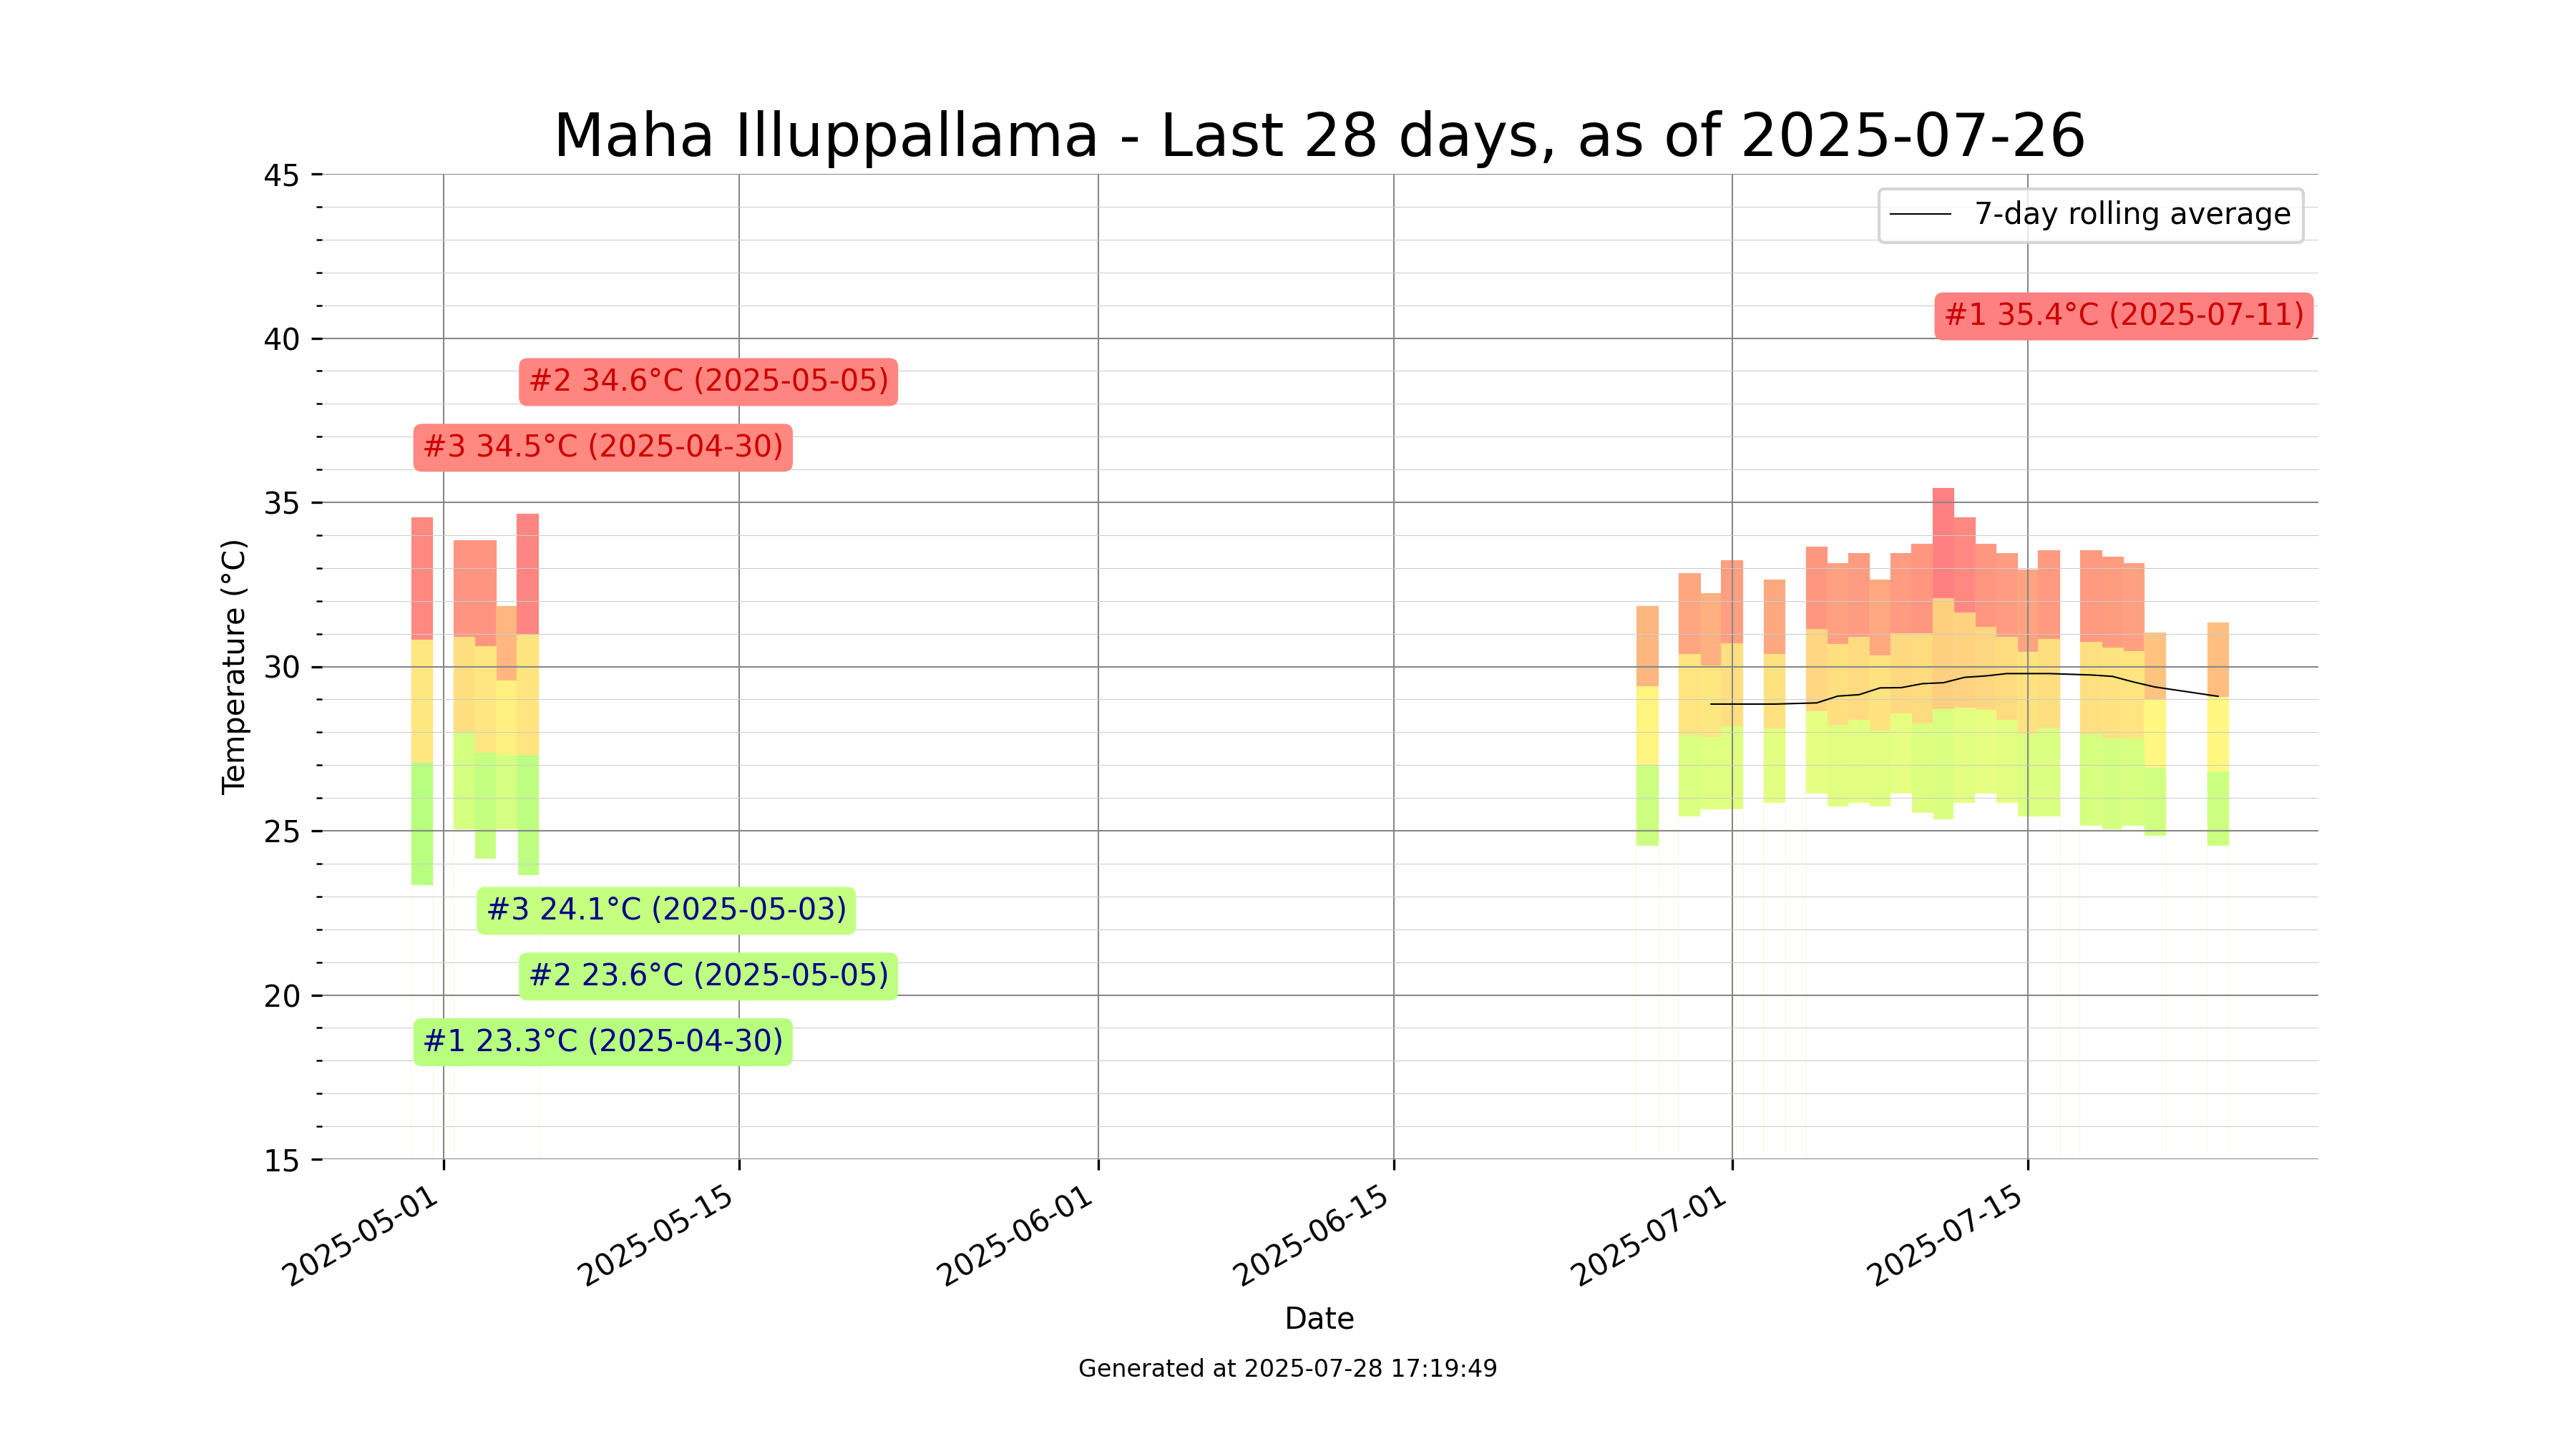 Maha Illuppallama - Last 28 days, as of 2025-07-26
45
7-day rolling average
#1 35.4°C (2025-07-11)
40
#2 34.6°C (2025-05-05)
#3 34.5°C (2025-04-30)
35
Temperature (°C)
30
25
#3 24.1°C (2025-05-03)
#2 23.6°C (2025-05-05)
20
#1 23.3°C (2025-04-30)
15
2025-05-01
2025-05-15
2025-06-01
2025-06-15
2025-07-01
2025-07-15
Date
Generated at 2025-07-28 17:19:49